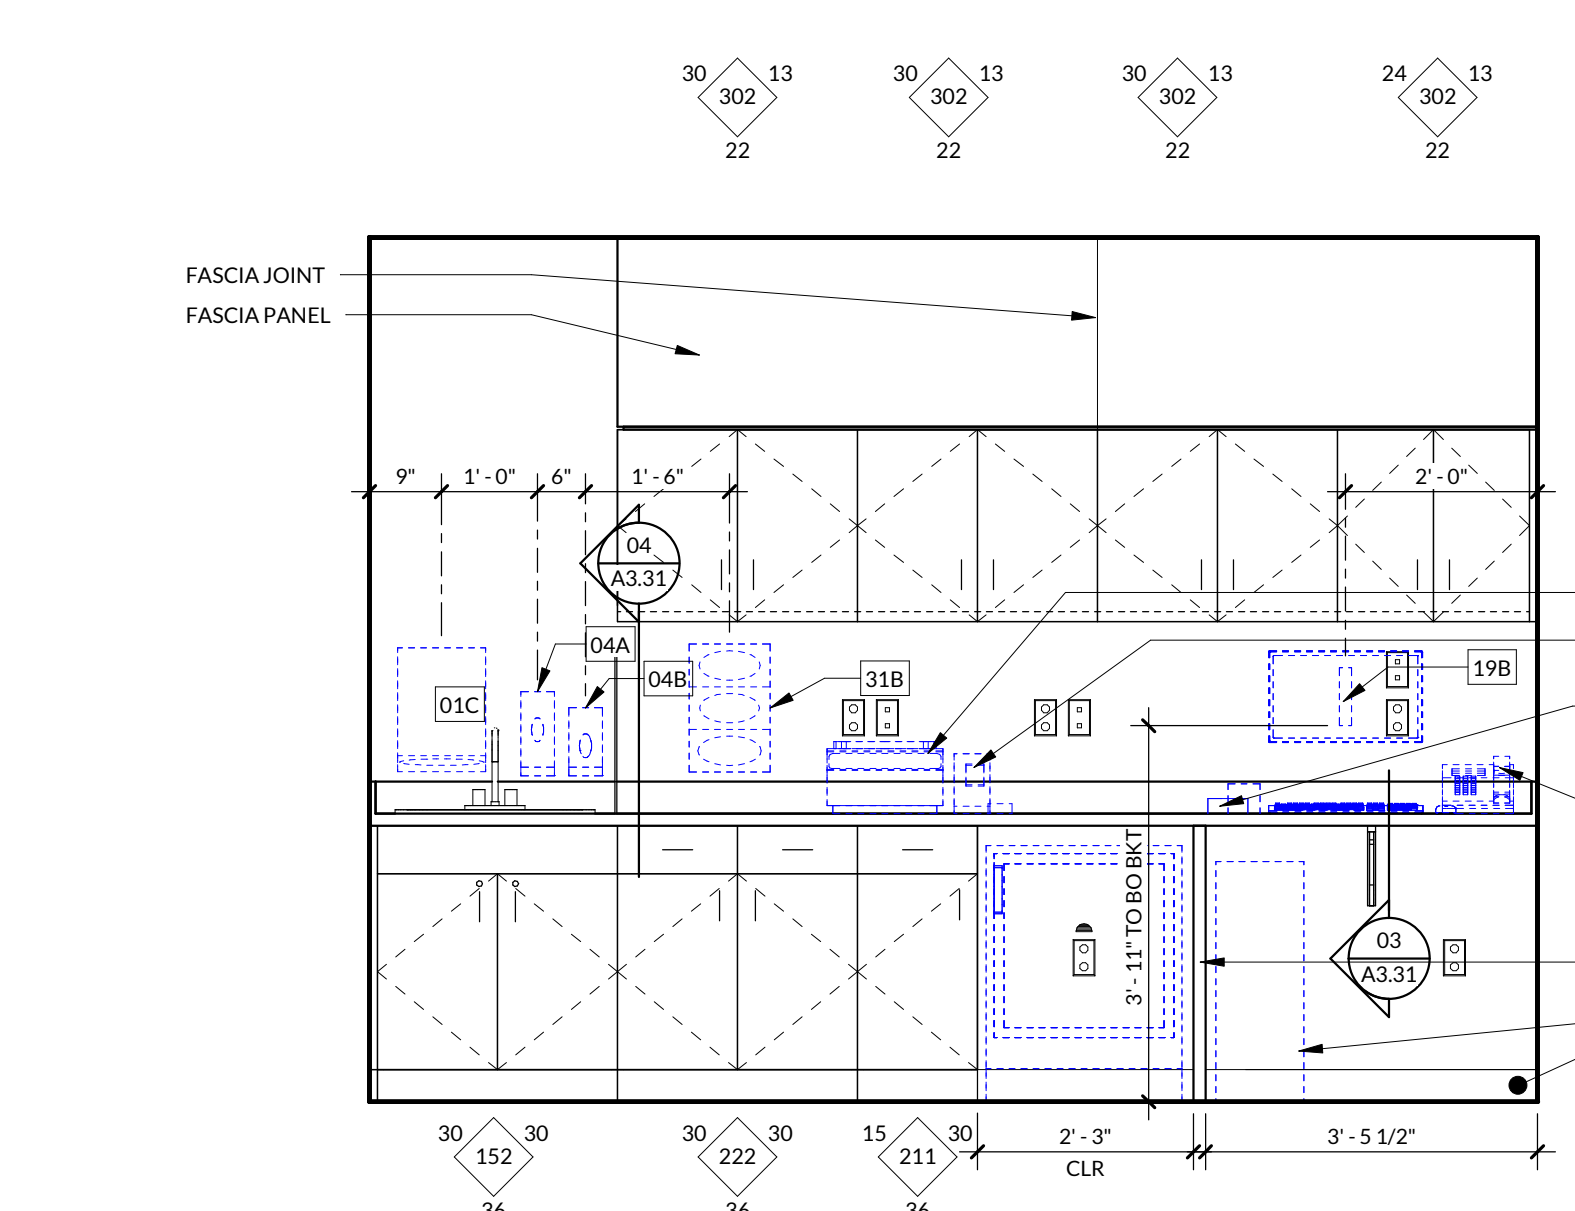 30 13 30 13 30 13 24 13
302 302 302 302
22 22 22 22
FASCIA JOINT
FASCIA PANEL
9" 1' - 0" 6" 1' - 6" 2' - 0"
04
A3.31
04A
04B
31B
19B
01C
3' - 11" TO BO BKT
03
A3.31
30 30 30 30 15 30
152 222 211
36 36 36
2' - 3"
CLR
3' - 5 1/2"